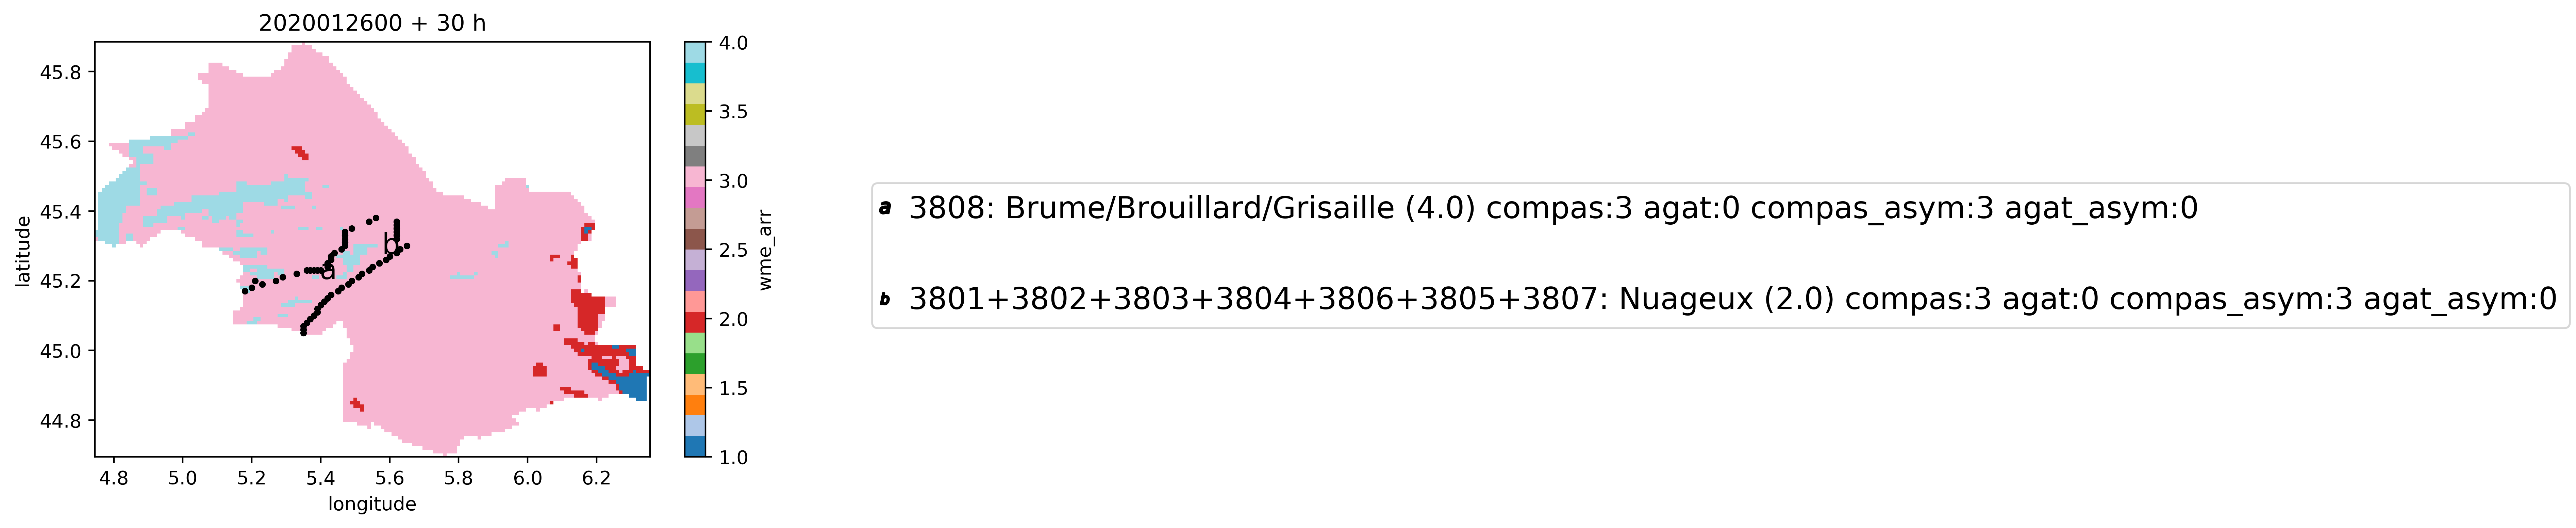 2020012600 + 30 h
45.8
45.6
45.4
45.2
45.0
44.8
latitude
4.8 5.0 5.2 5.4 5.6 5.8 6.0 6.2
longitude
a
b
4.0
3.5
3.0
2.5
2.0
1.5
1.0
wme_arr
a 3808: Brume/Brouillard/Grisaille (4.0) compas:3 agat:0 compas_asym:3 agat_asym:0
b 3801+3802+3803+3804+3806+3805+3807: Nuageux (2.0) compas:3 agat:0 compas_asym:3 agat_asym:0